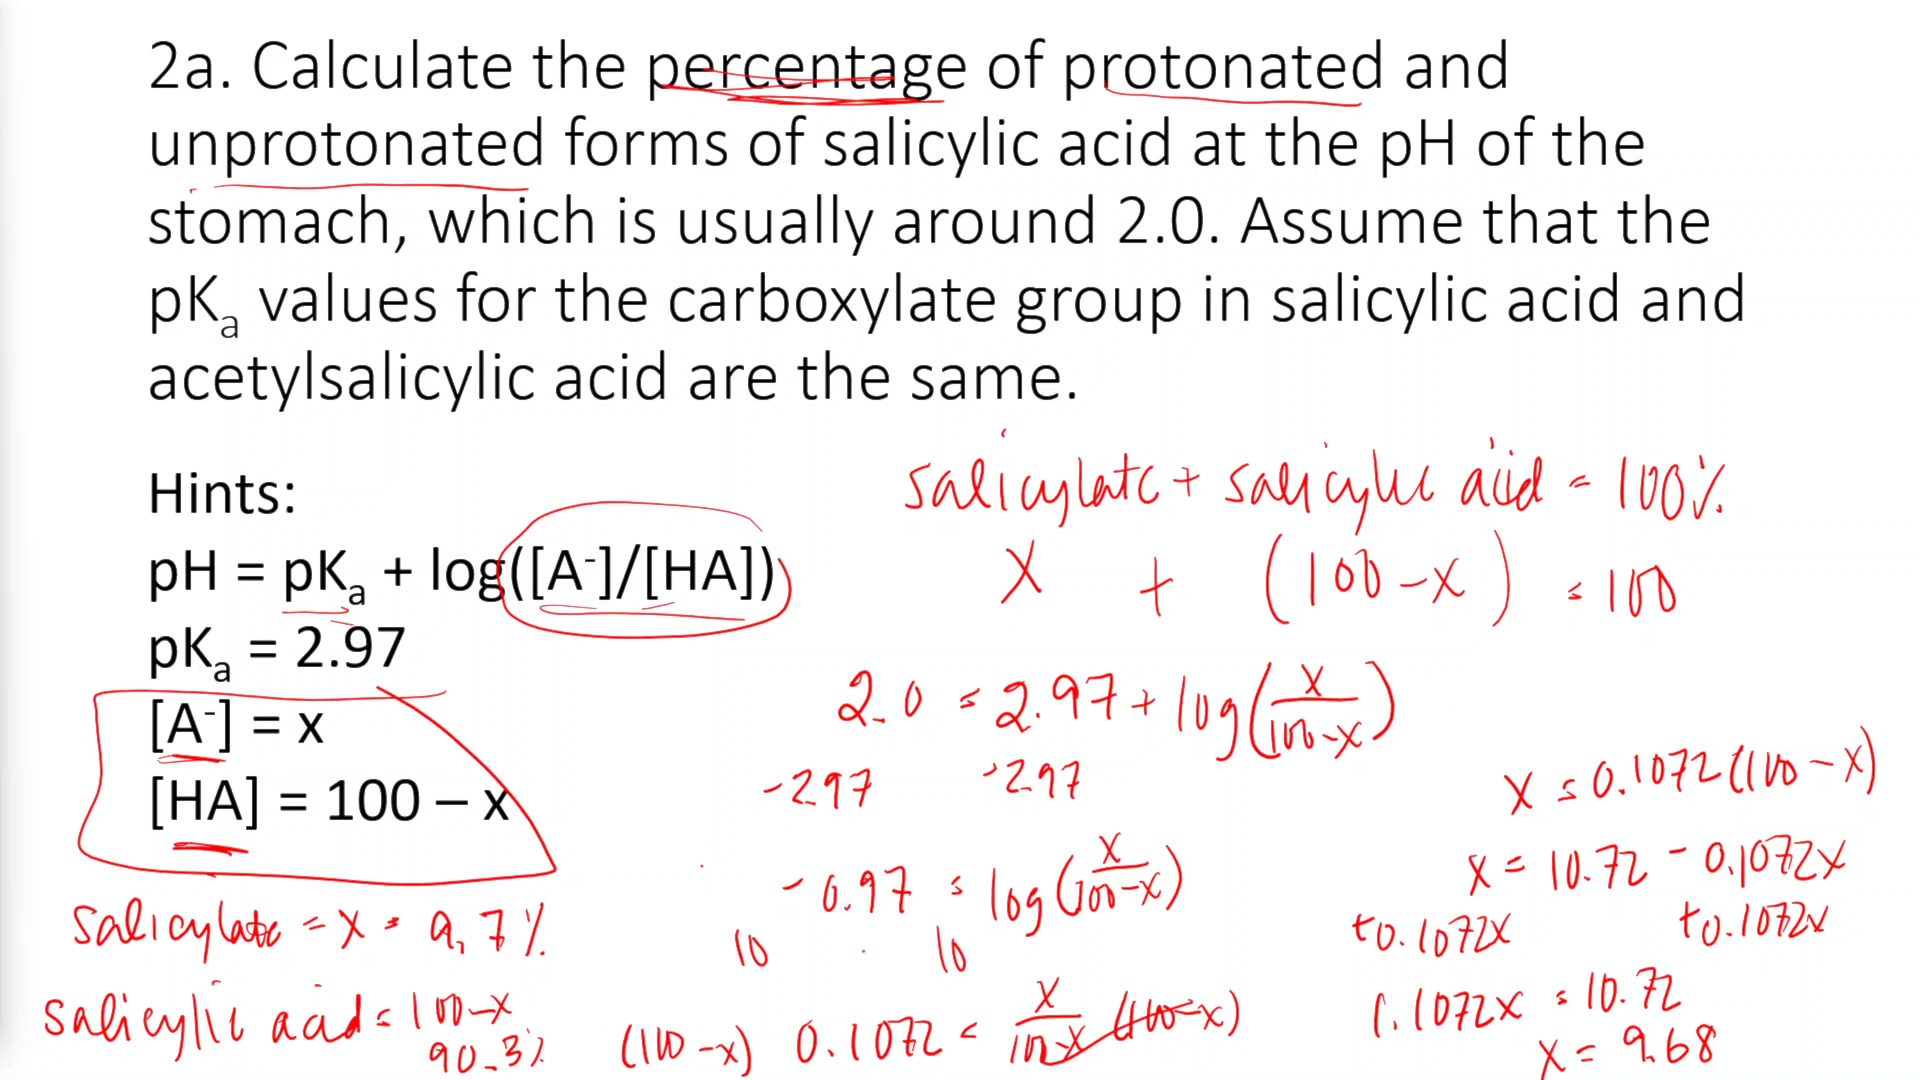 2a. Calculate the percentage of protonated and
unprotonated forms of salicylic acid at the pH of the
stomach, which is usually around 2.0. Assume that the
pKₐ values for the carboxylate group in salicylic acid and
acetylsalicylic acid are the same.
Hints:
pH = pKₐ + log([A⁻]/[HA])
pKₐ = 2.97
[A⁻] = x
[HA] = 100 – x
salicylate = x = 9.7%
salicylic acid = 100-x
90.3%
salicylate + salicylic acid = 100%
x + (100-x) = 100
2.0 = 2.97 + log(x/100-x)
-2.97 -2.97
-0.97 = log(x/100-x)
10 10
(100-x) 0.1072 = x/100-x (100-x)
x = 0.1072(100-x)
x = 10.72 - 0.1072x
+0.1072x +0.1072x
1.1072x = 10.72
x = 9.68